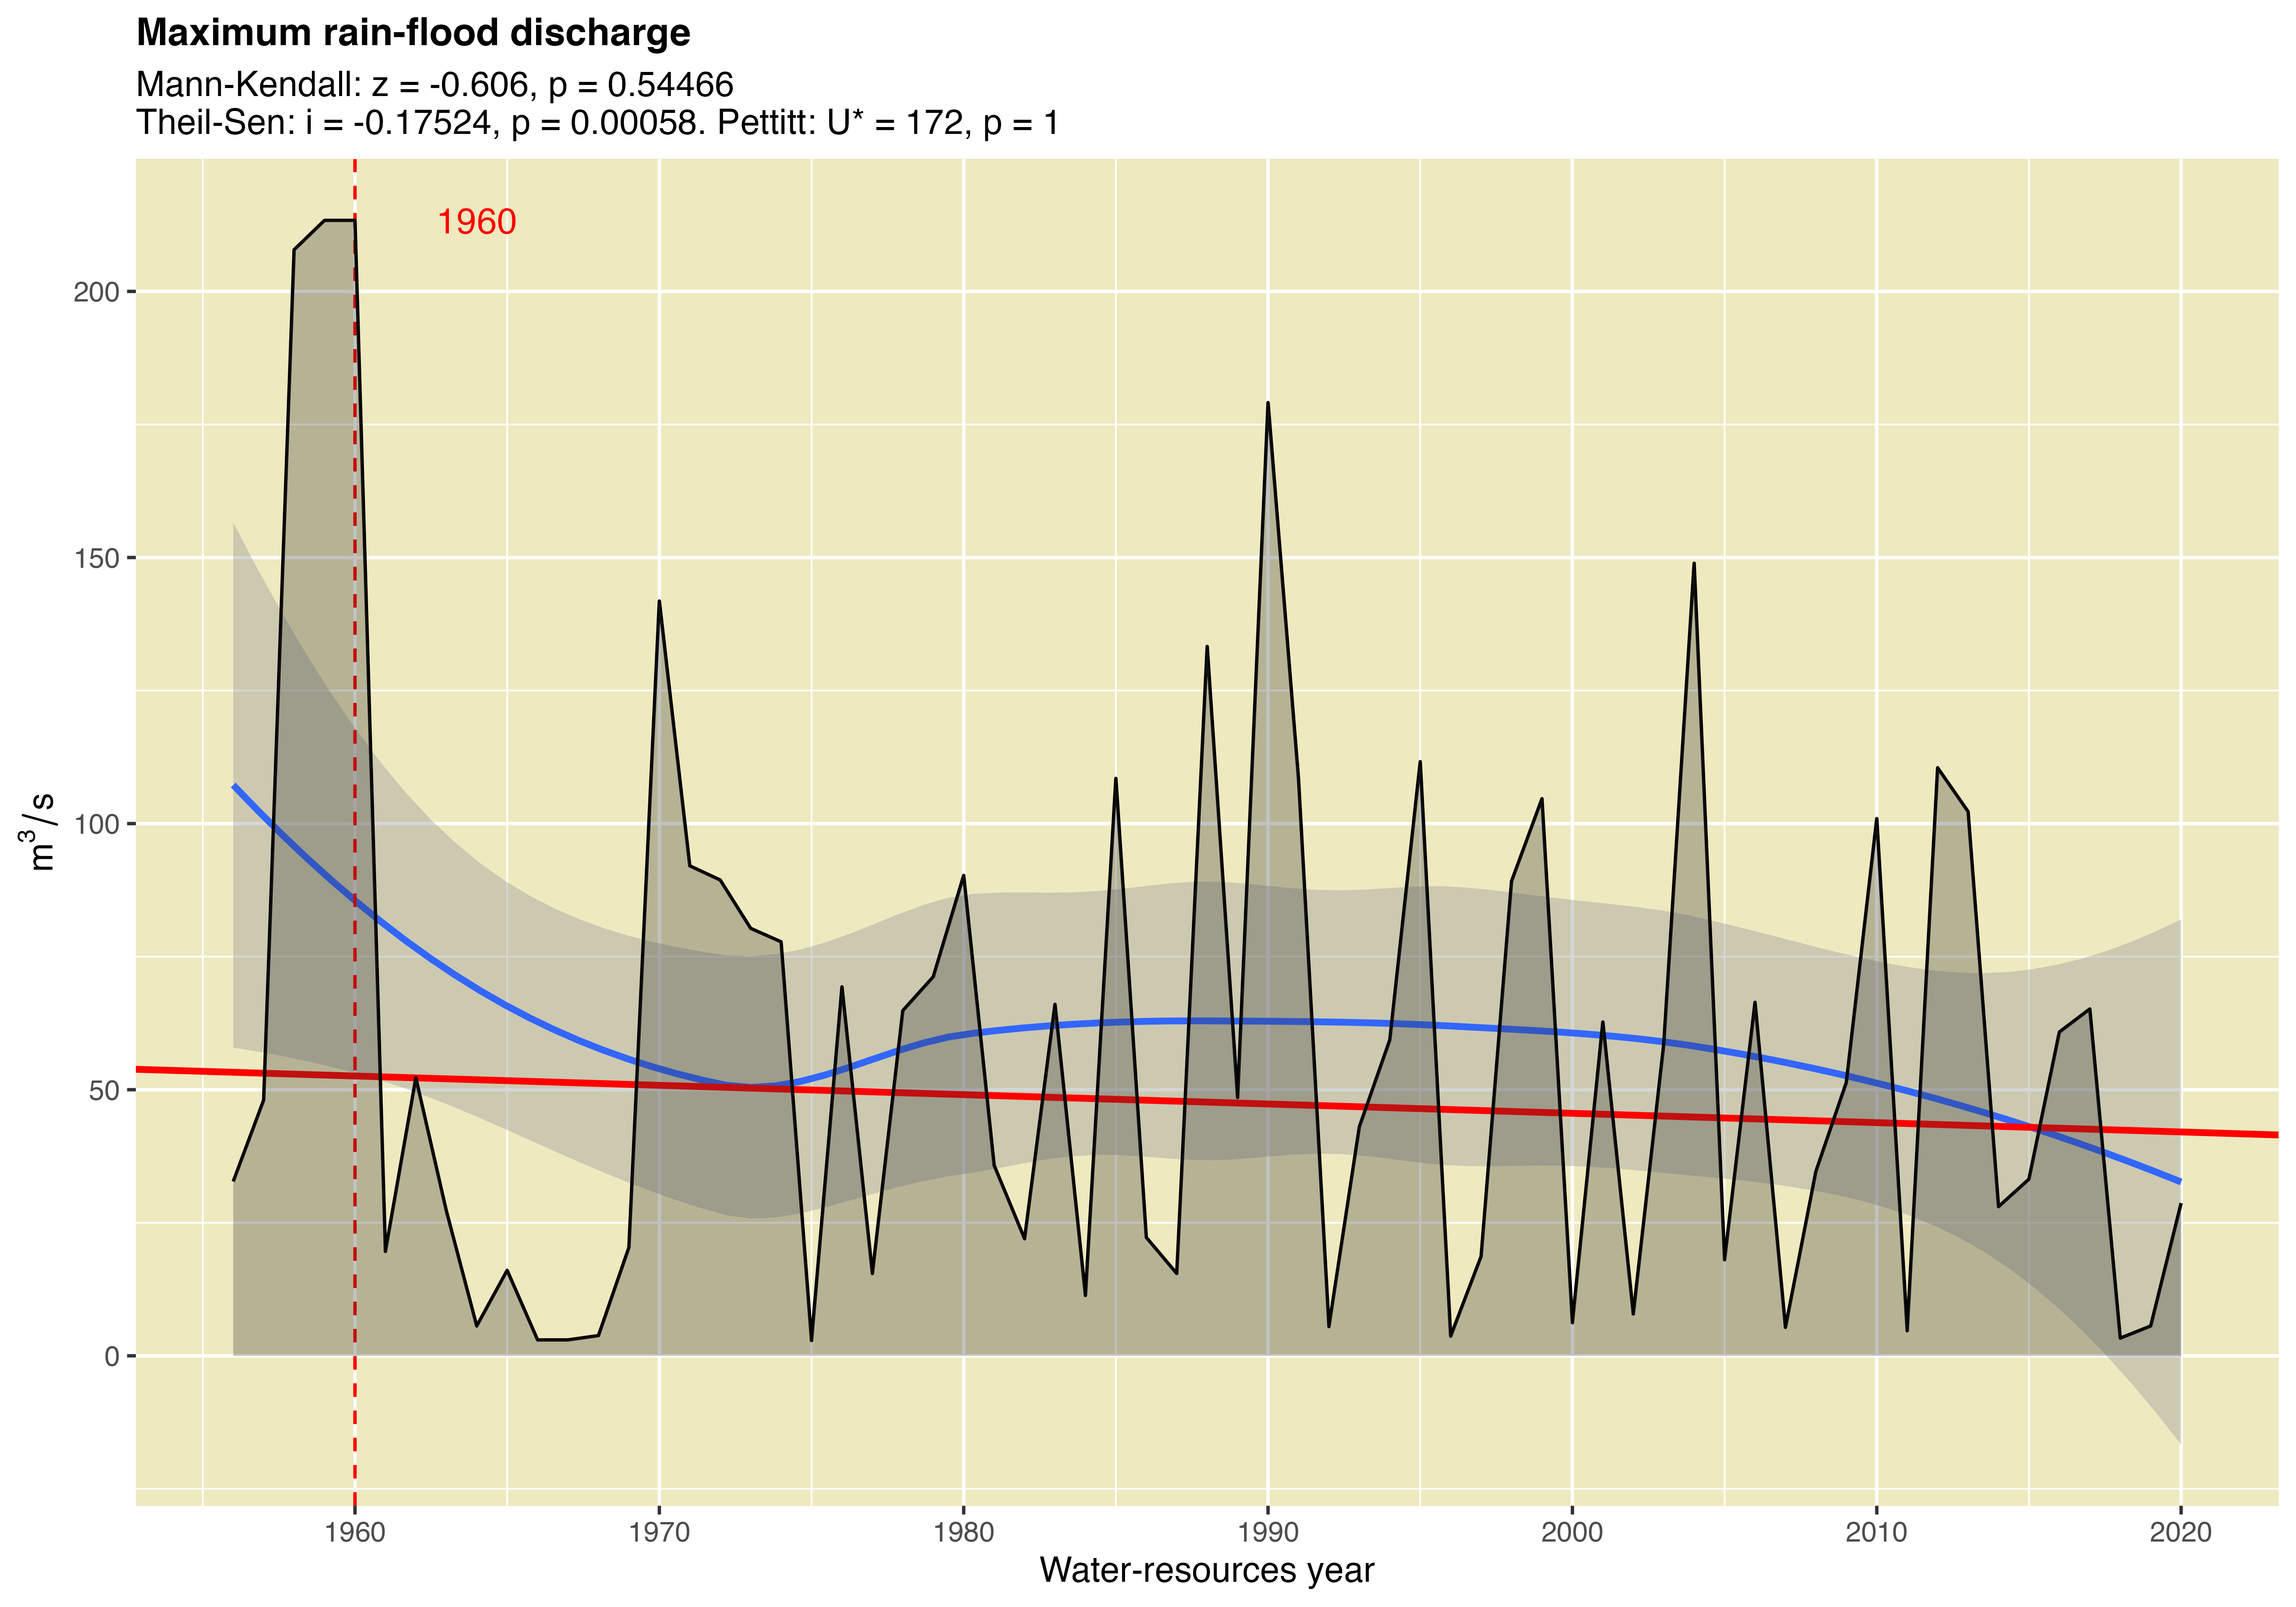 Maximum rain-flood discharge
Mann-Kendall: z = -0.606, p = 0.54466
Theil-Sen: i = -0.17524, p = 0.00058. Pettitt: U* = 172, p = 1
1960
200
150
100
50
0
m³/s
1960 1970 1980 1990 2000 2010 2020
Water-resources year